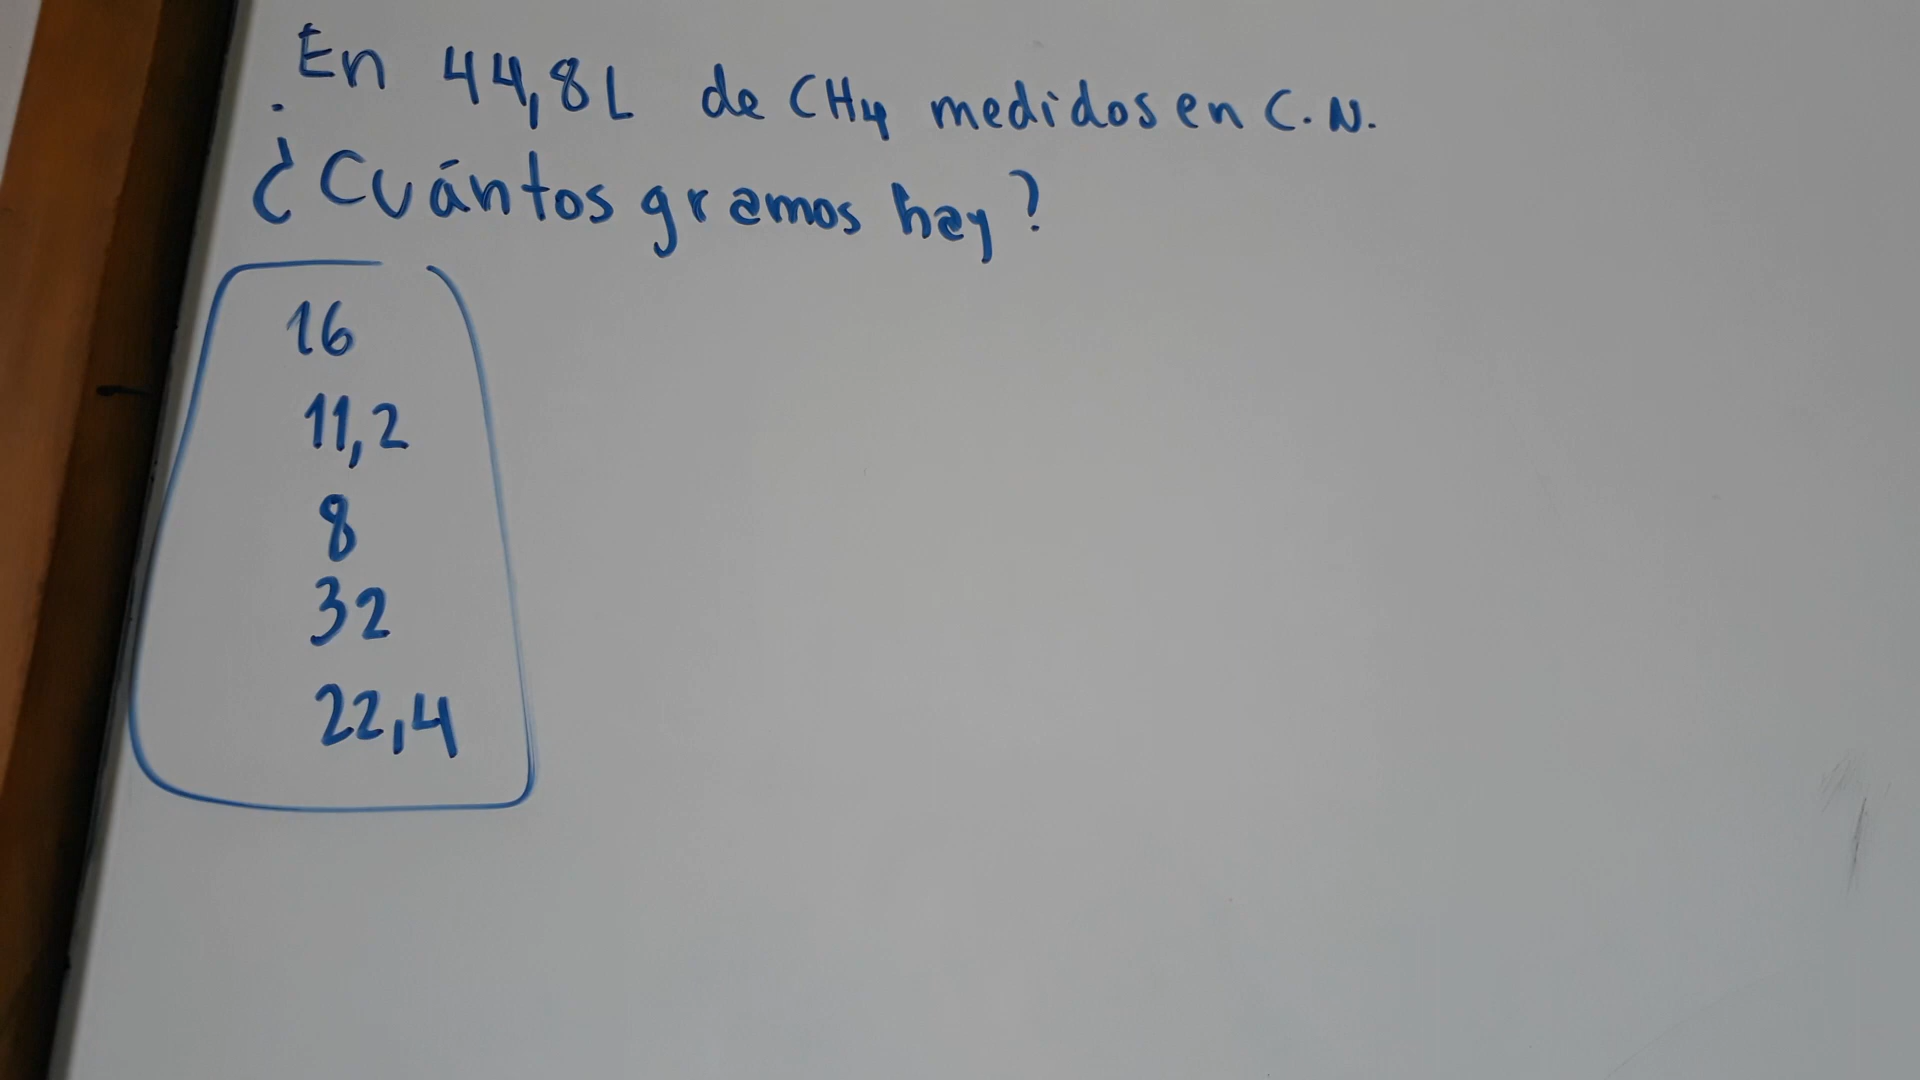 En 44,8L de CH4 medidos en C.N.
¿Cuántos gramos hay?
16
11,2
8
32
22,4